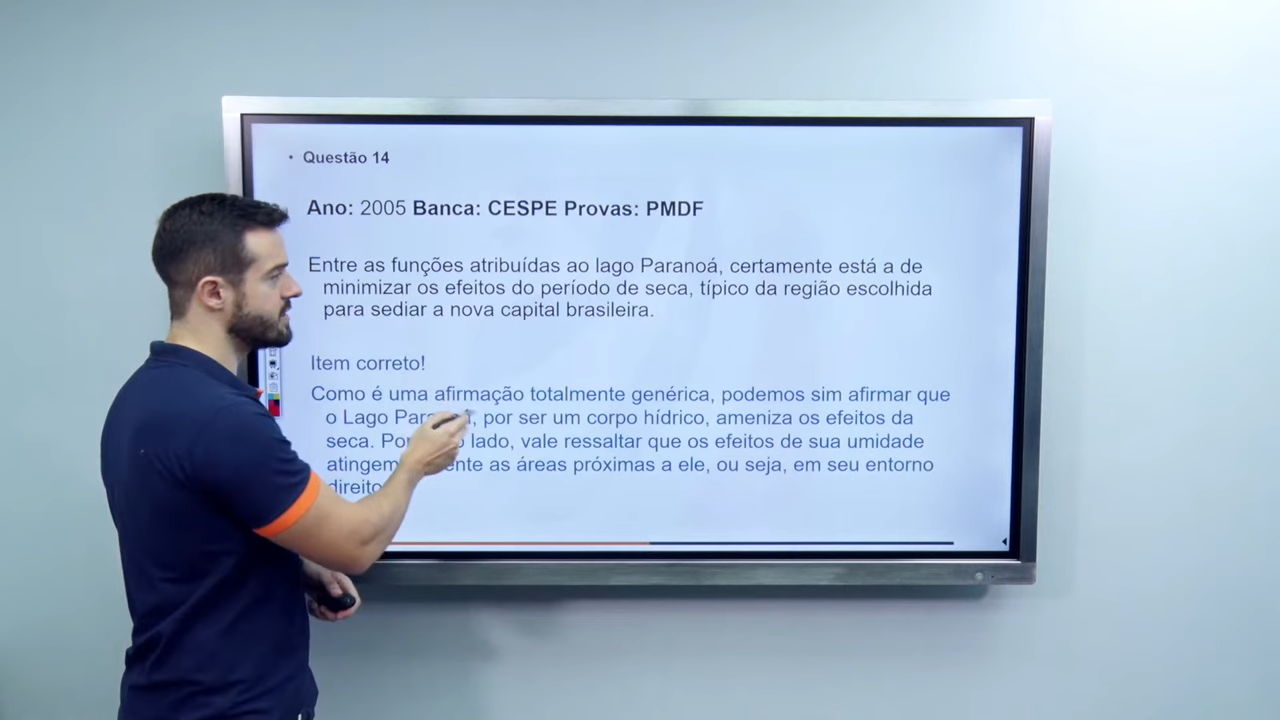 • Questão 14
Ano: 2005 Banca: CESPE Provas: PMDF
Entre as funções atribuídas ao lago Paranoá, certamente está a de
minimizar os efeitos do período de seca, típico da região escolhida
para sediar a nova capital brasileira.
Item correto!
Como é uma afirmação totalmente genérica, podemos sim afirmar que
o Lago , por ser um corpo hídrico, ameniza os efeitos da
seca. lado, vale ressaltar que os efeitos de sua umidade
atingem as áreas próximas a ele, ou seja, em seu entorno
direito